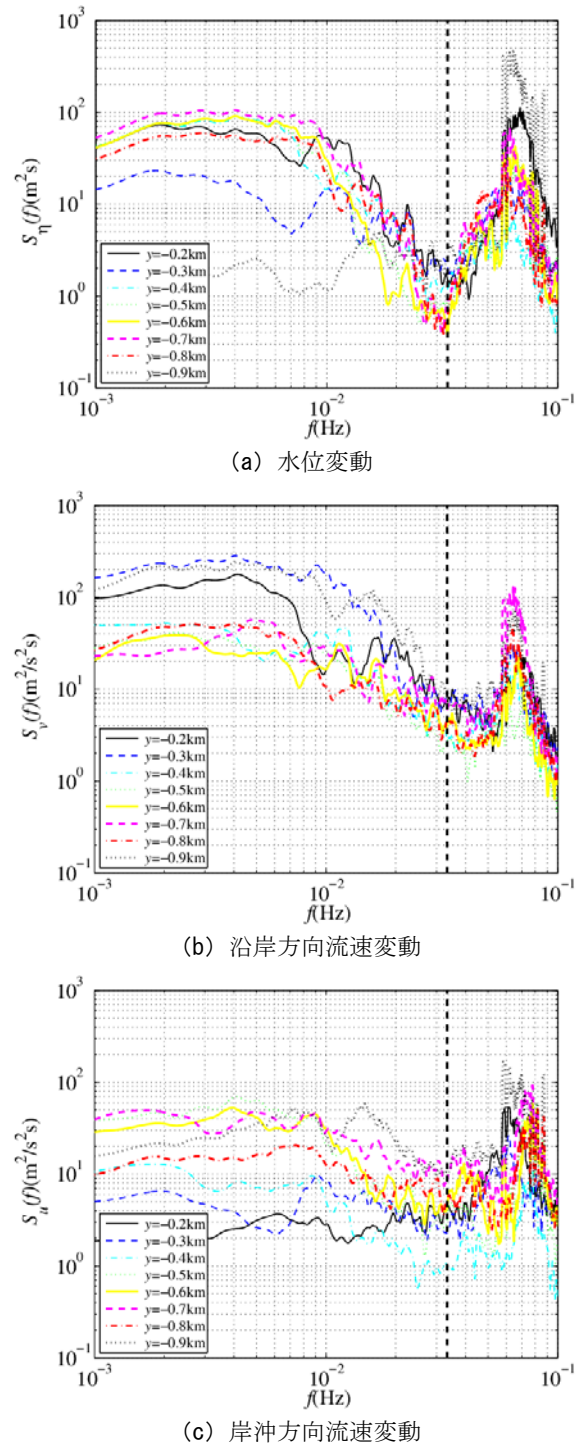 10³
10²
10¹
10⁰
10⁻¹
S_η(f)(m²s)
y=−0.2km
y=−0.3km
y=−0.4km
y=−0.5km
y=−0.6km
y=−0.7km
y=−0.8km
y=−0.9km
10⁻³ 10⁻² 10⁻¹
f(Hz)
(a) 水位変動
10³
10²
10¹
10⁰
10⁻¹
S_v(f)(m²/s²s)
y=−0.2km
y=−0.3km
y=−0.4km
y=−0.5km
y=−0.6km
y=−0.7km
y=−0.8km
y=−0.9km
10⁻³ 10⁻² 10⁻¹
f(Hz)
(b) 沿岸方向流速変動
10³
10²
10¹
10⁰
10⁻¹
S_u(f)(m²/s²s)
y=−0.2km
y=−0.3km
y=−0.4km
y=−0.5km
y=−0.6km
y=−0.7km
y=−0.8km
y=−0.9km
10⁻³ 10⁻² 10⁻¹
f(Hz)
(c) 岸沖方向流速変動